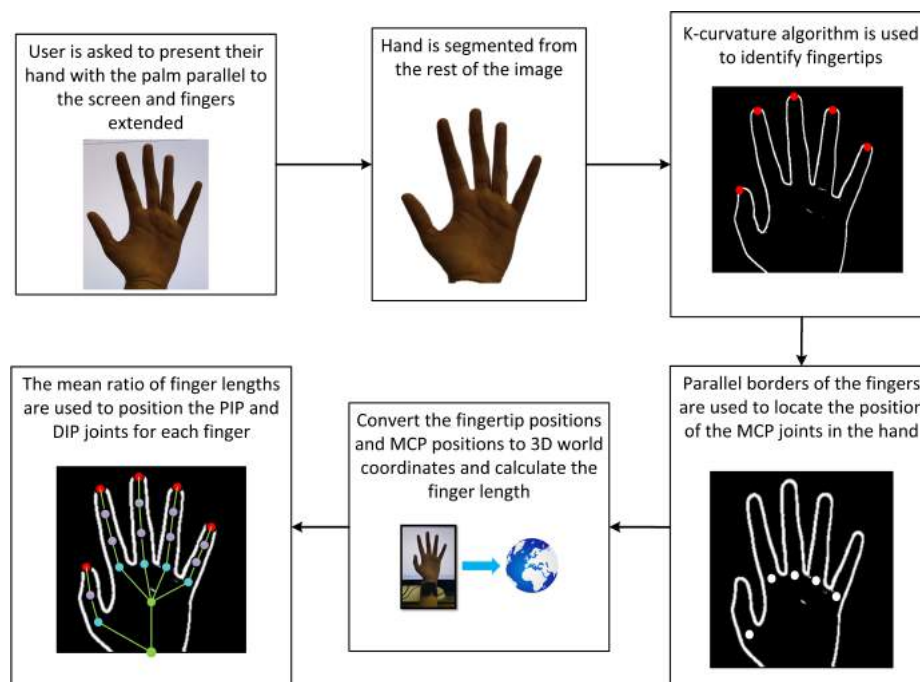 User is asked to present their
hand with the palm parallel to
the screen and fingers
extended
Hand is segmented from
the rest of the image
K-curvature algorithm is used
to identify fingertips
Parallel borders of the fingers
are used to locate the position
of the MCP joints in the hand
Convert the fingertip positions
and MCP positions to 3D world
coordinates and calculate the
finger length
The mean ratio of finger lengths
are used to position the PIP and
DIP joints for each finger